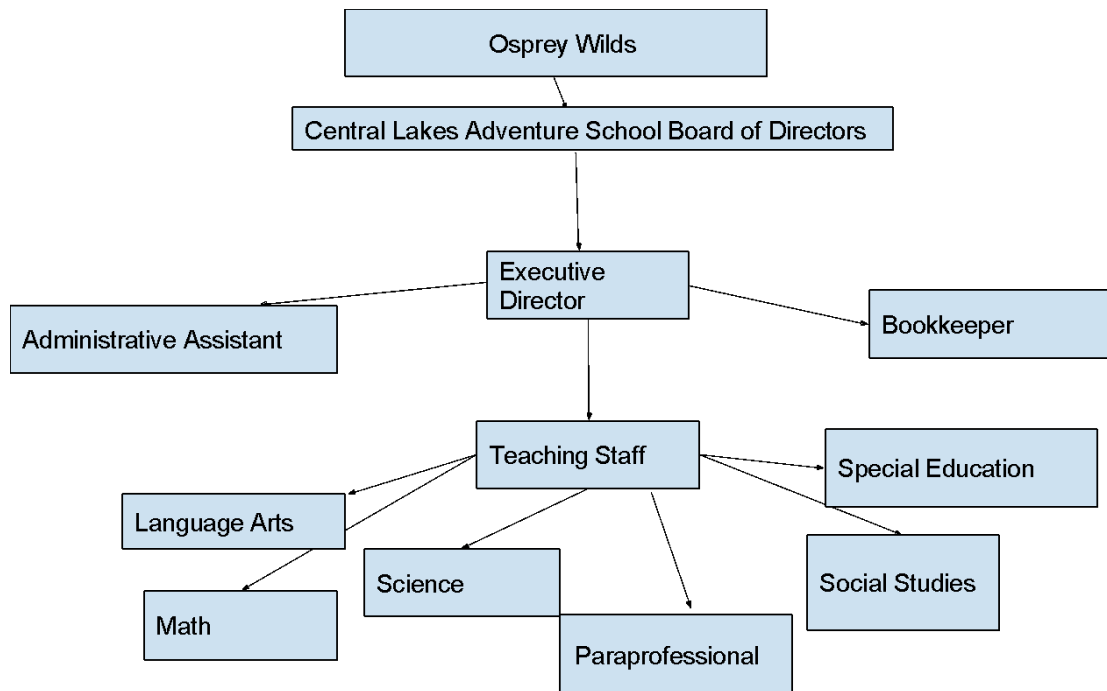 Osprey Wilds
Central Lakes Adventure School Board of Directors
Executive
Director
Administrative Assistant
Bookkeeper
Teaching Staff
Special Education
Language Arts
Science
Social Studies
Math
Paraprofessional